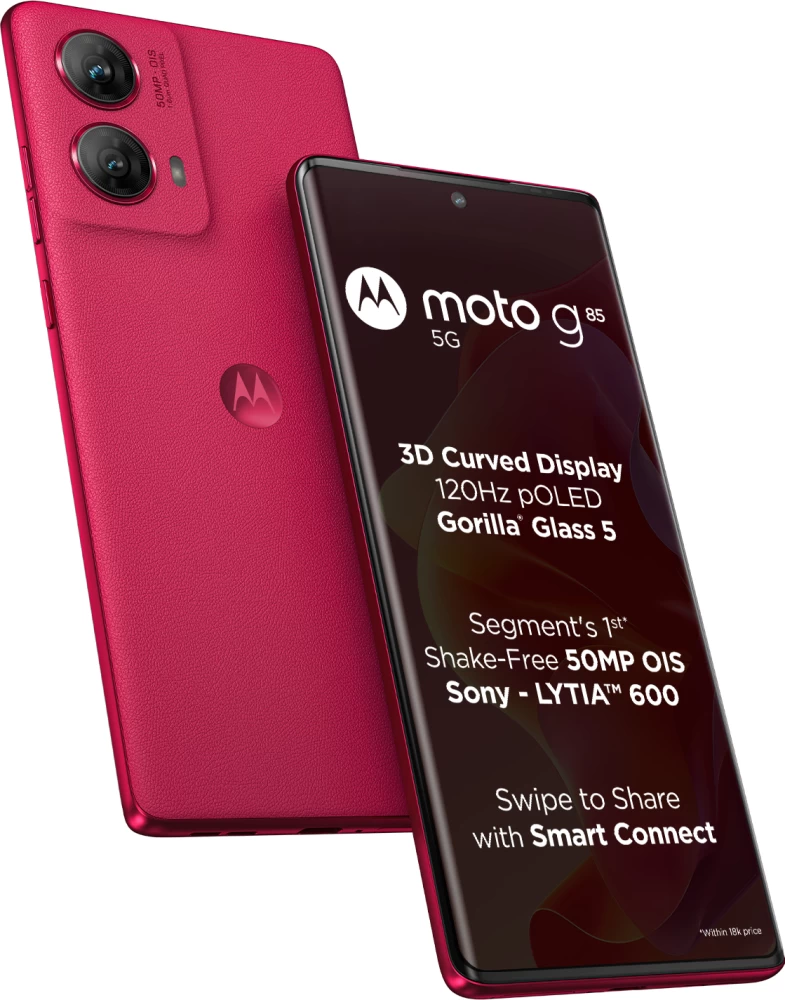 50MP - OIS
moto g 85
5G
3D Curved Display
120Hz pOLED
Gorilla® Glass 5
Segment's 1st*
Shake-Free 50MP OIS
Sony - LYTIA™ 600
Swipe to Share
with Smart Connect
*Within 18k price